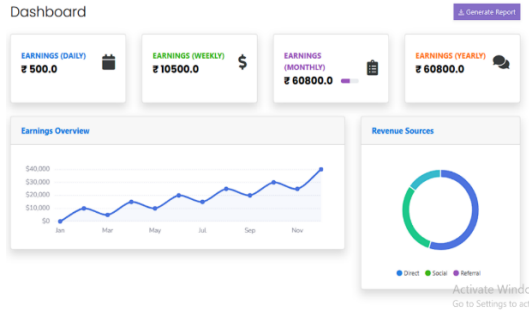 Dashboard
Generate Report
EARNINGS (DAILY)
₹ 500.0
EARNINGS (WEEKLY)
₹ 10500.0
EARNINGS
(MONTHLY)
₹ 60800.0
EARNINGS (YEARLY)
₹ 60800.0
Earnings Overview
$40,000
$30,000
$20,000
$10,000
$0
Jan Mar May Jul Sep Nov
Revenue Sources
Direct Social Referral
Activate Windo
Go to Settings to act